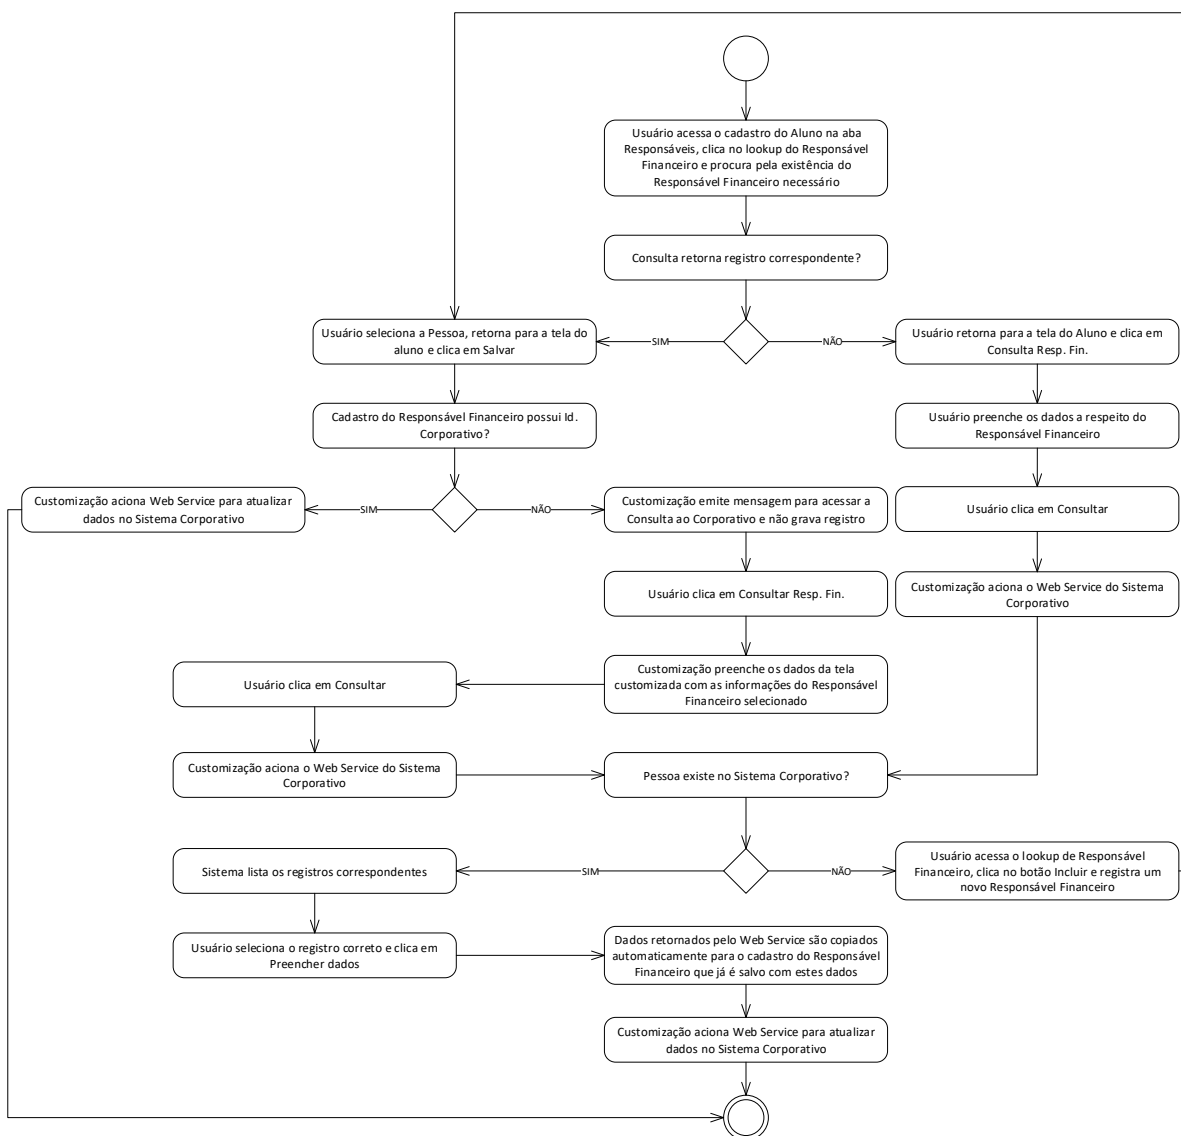 Usuário acessa o cadastro do Aluno na aba
Responsáveis, clica no lookup do Responsável
Financeiro e procura pela existência do
Responsável Financeiro necessário
Consulta retorna registro correspondente?
Usuário seleciona a Pessoa, retorna para a tela do
aluno e clica em Salvar
SIM
NÃO
Usuário retorna para a tela do Aluno e clica em
Consulta Resp. Fin.
Cadastro do Responsável Financeiro possui Id.
Corporativo?
Usuário preenche os dados a respeito do
Responsável Financeiro
Customização aciona Web Service para atualizar
dados no Sistema Corporativo
SIM
NÃO
Customização emite mensagem para acessar a
Consulta ao Corporativo e não grava registro
Usuário clica em Consultar
Usuário clica em Consultar Resp. Fin.
Customização aciona o Web Service do Sistema
Corporativo
Usuário clica em Consultar
Customização preenche os dados da tela
customizada com as informações do Responsável
Financeiro selecionado
Customização aciona o Web Service do Sistema
Corporativo
Pessoa existe no Sistema Corporativo?
Sistema lista os registros correspondentes
SIM
NÃO
Usuário acessa o lookup de Responsável
Financeiro, clica no botão Incluir e registra um
novo Responsável Financeiro
Usuário seleciona o registro correto e clica em
Preencher dados
Dados retornados pelo Web Service são copiados
automaticamente para o cadastro do Responsável
Financeiro que já é salvo com estes dados
Customização aciona Web Service para atualizar
dados no Sistema Corporativo